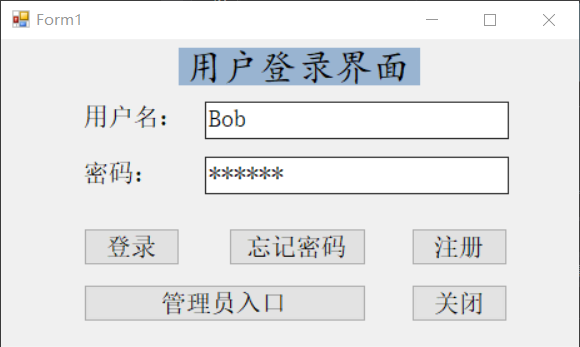 Form1
用户登录界面
用户名： Bob
密码： ******
登录 忘记密码 注册
管理员入口 关闭